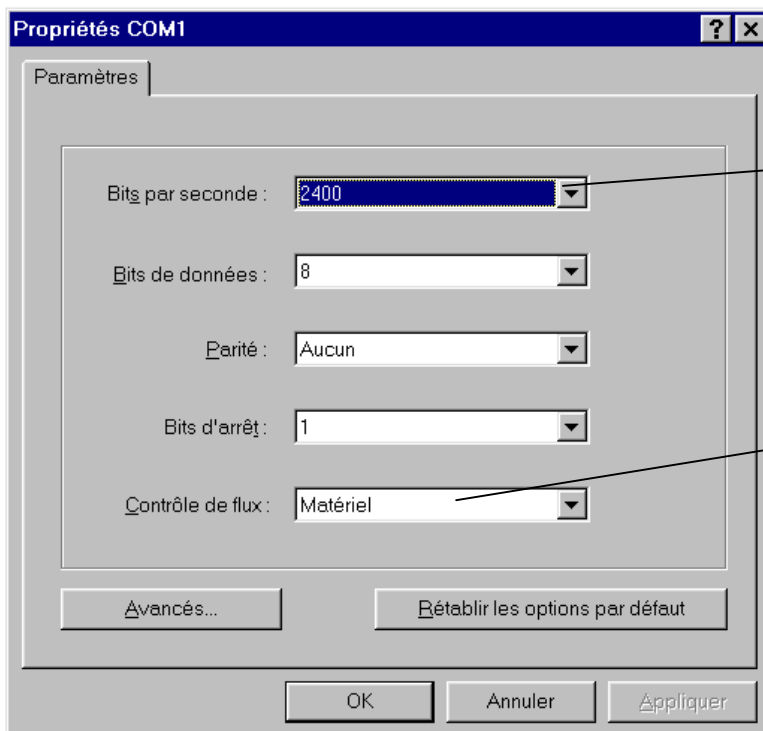 Propriétés COM1
Paramètres
Bits par seconde : 2400
Bits de données : 8
Parité : Aucun
Bits d'arrêt : 1
Contrôle de flux : Matériel
Avancés... Rétablir les options par défaut
OK Annuler Appliquer